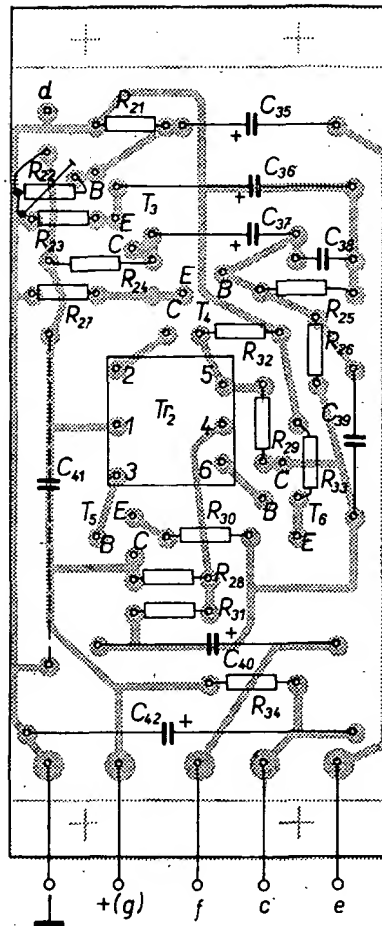 d
R21
C35
R22
B
T3
C36
R23
E
C
C37
C38
R24
E
C
B
R25
R27
T4
R32
R26
2
5
Tr2
1
4
R29
C39
C41
3
6
C
R33
T5
E
R30
B
T6
B
C
E
R28
R31
C40
R34
C42
+(g)
f
c
e